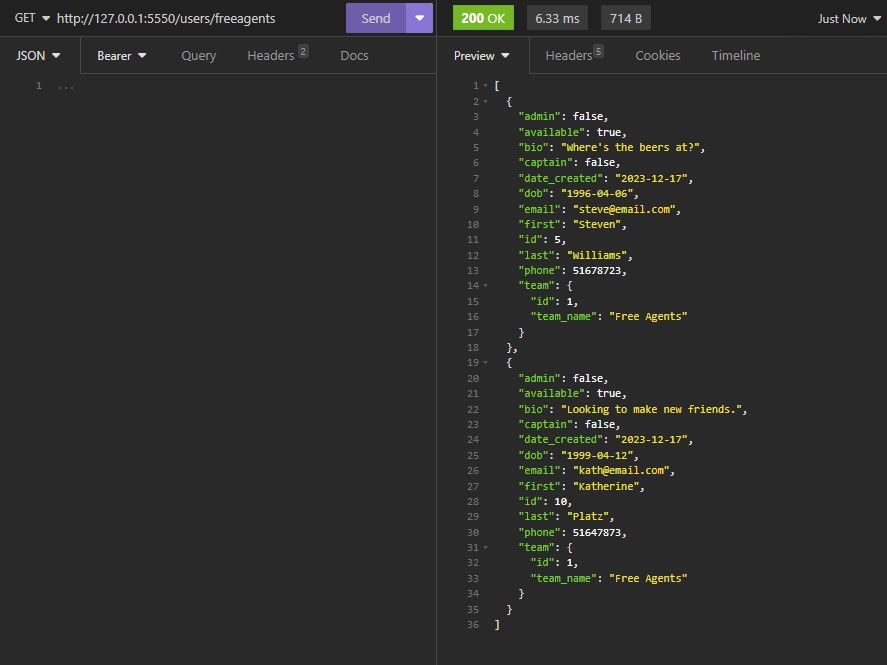 GET http://127.0.0.1:5550/users/freeagents Send 200 OK 6.33 ms 714 B Just Now
JSON Bearer Query Headers 2 Docs Preview Headers 5 Cookies Timeline
1 ...
1 [
2 {
3 "admin": false,
4 "available": true,
5 "bio": "Where's the beers at?",
6 "captain": false,
7 "date_created": "2023-12-17",
8 "dob": "1996-04-06",
9 "email": "steve@email.com",
10 "first": "Steven",
11 "id": 5,
12 "last": "Williams",
13 "phone": 51678723,
14 "team": {
15 "id": 1,
16 "team_name": "Free Agents"
17 }
18 },
19 {
20 "admin": false,
21 "available": true,
22 "bio": "Looking to make new friends.",
23 "captain": false,
24 "date_created": "2023-12-17",
25 "dob": "1999-04-12",
26 "email": "kath@email.com",
27 "first": "Katherine",
28 "id": 10,
29 "last": "Platz",
30 "phone": 51647873,
31 "team": {
32 "id": 1,
33 "team_name": "Free Agents"
34 }
35 }
36 ]